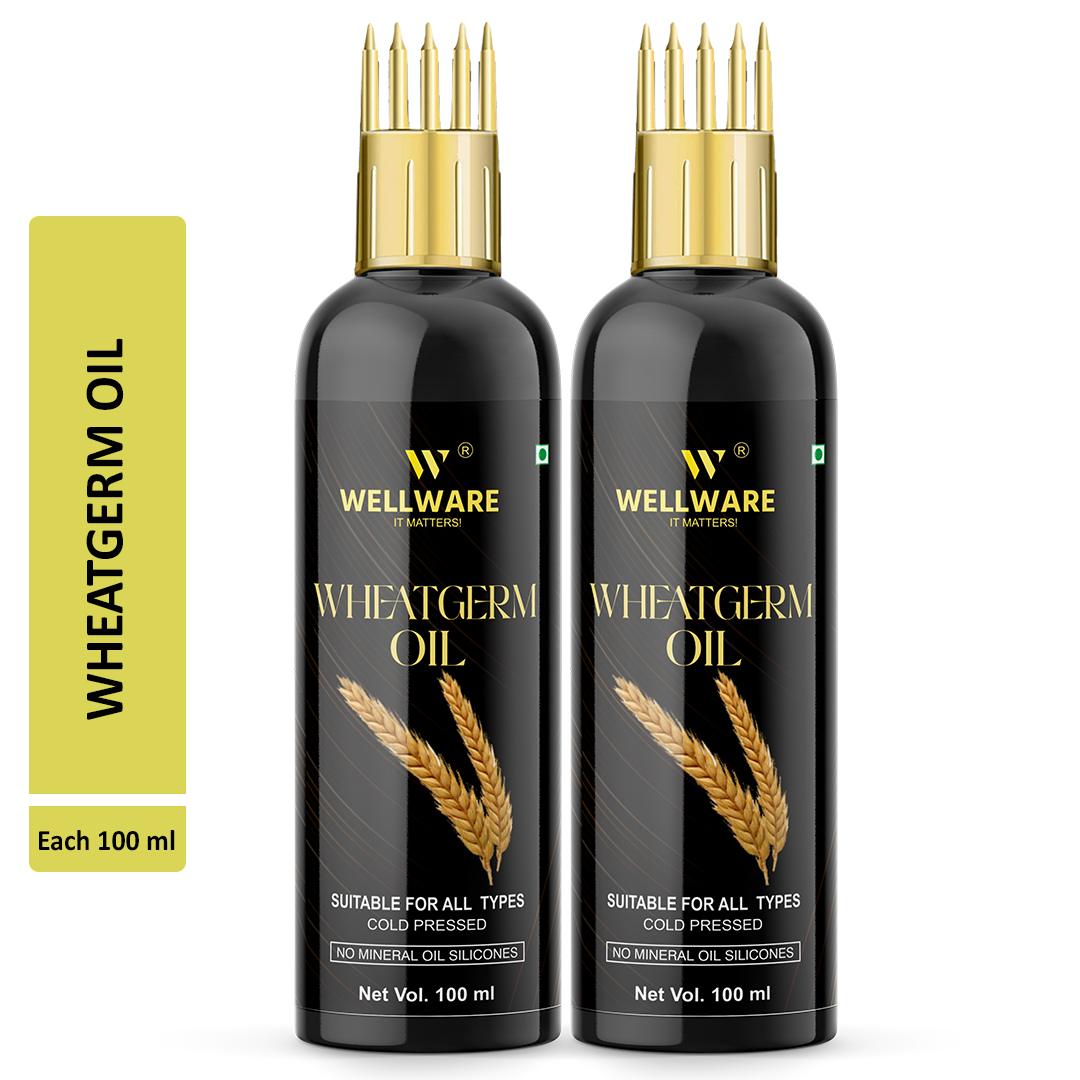 WHEATGERM OIL
Each 100 ml
W ®
WELLWARE
IT MATTERS!
WHEATGERM
OIL
SUITABLE FOR ALL TYPES
COLD PRESSED
NO MINERAL OIL SILICONES
Net Vol. 100 ml
W ®
WELLWARE
IT MATTERS!
WHEATGERM
OIL
SUITABLE FOR ALL TYPES
COLD PRESSED
NO MINERAL OIL SILICONES
Net Vol. 100 ml